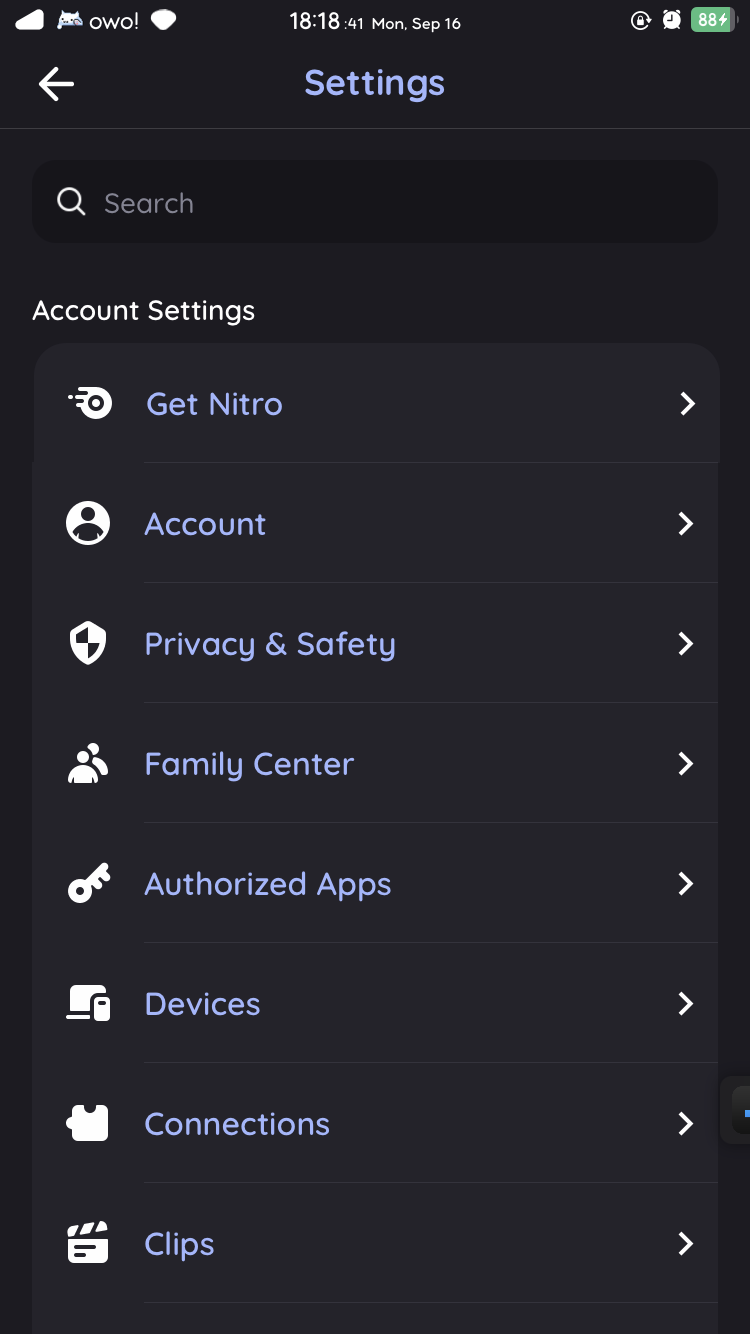 owo! 18:18:41 Mon, Sep 16 88
Settings
Search
Account Settings
Get Nitro
Account
Privacy & Safety
Family Center
Authorized Apps
Devices
Connections
Clips